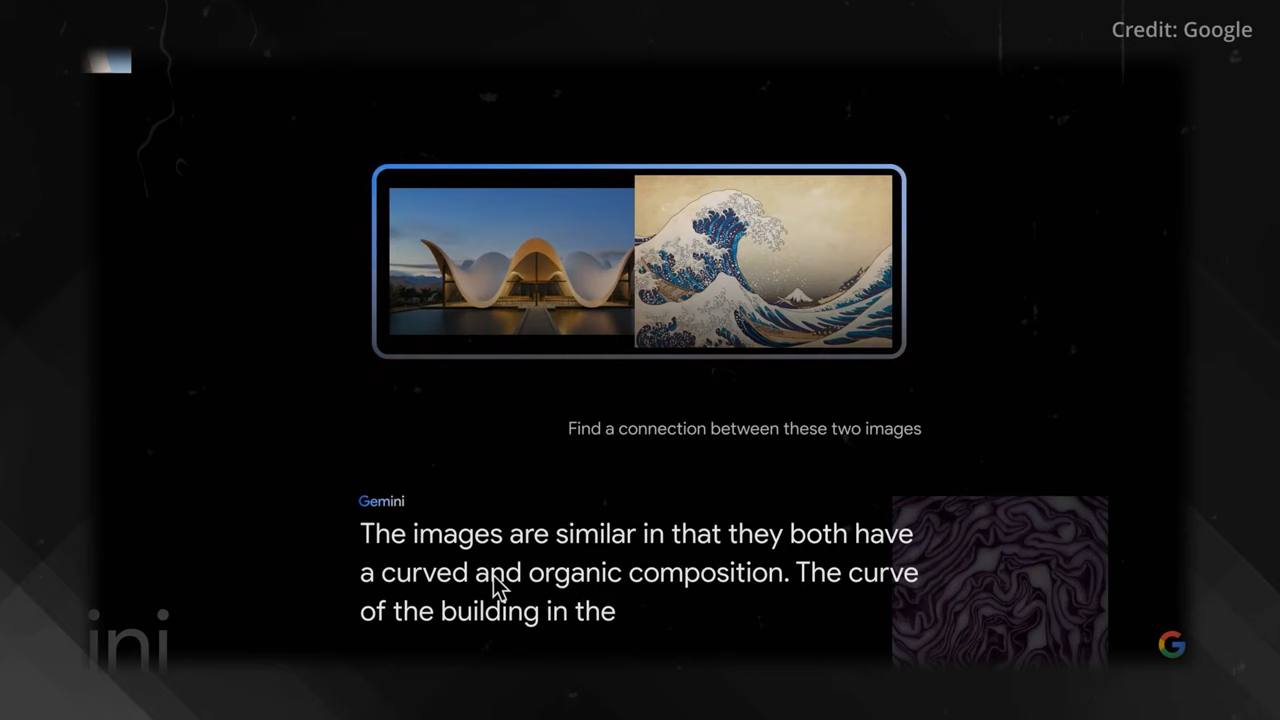 Credit: Google
Find a connection between these two images
Gemini
The images are similar in that they both have
a curved and organic composition. The curve
of the building in the
ini
G